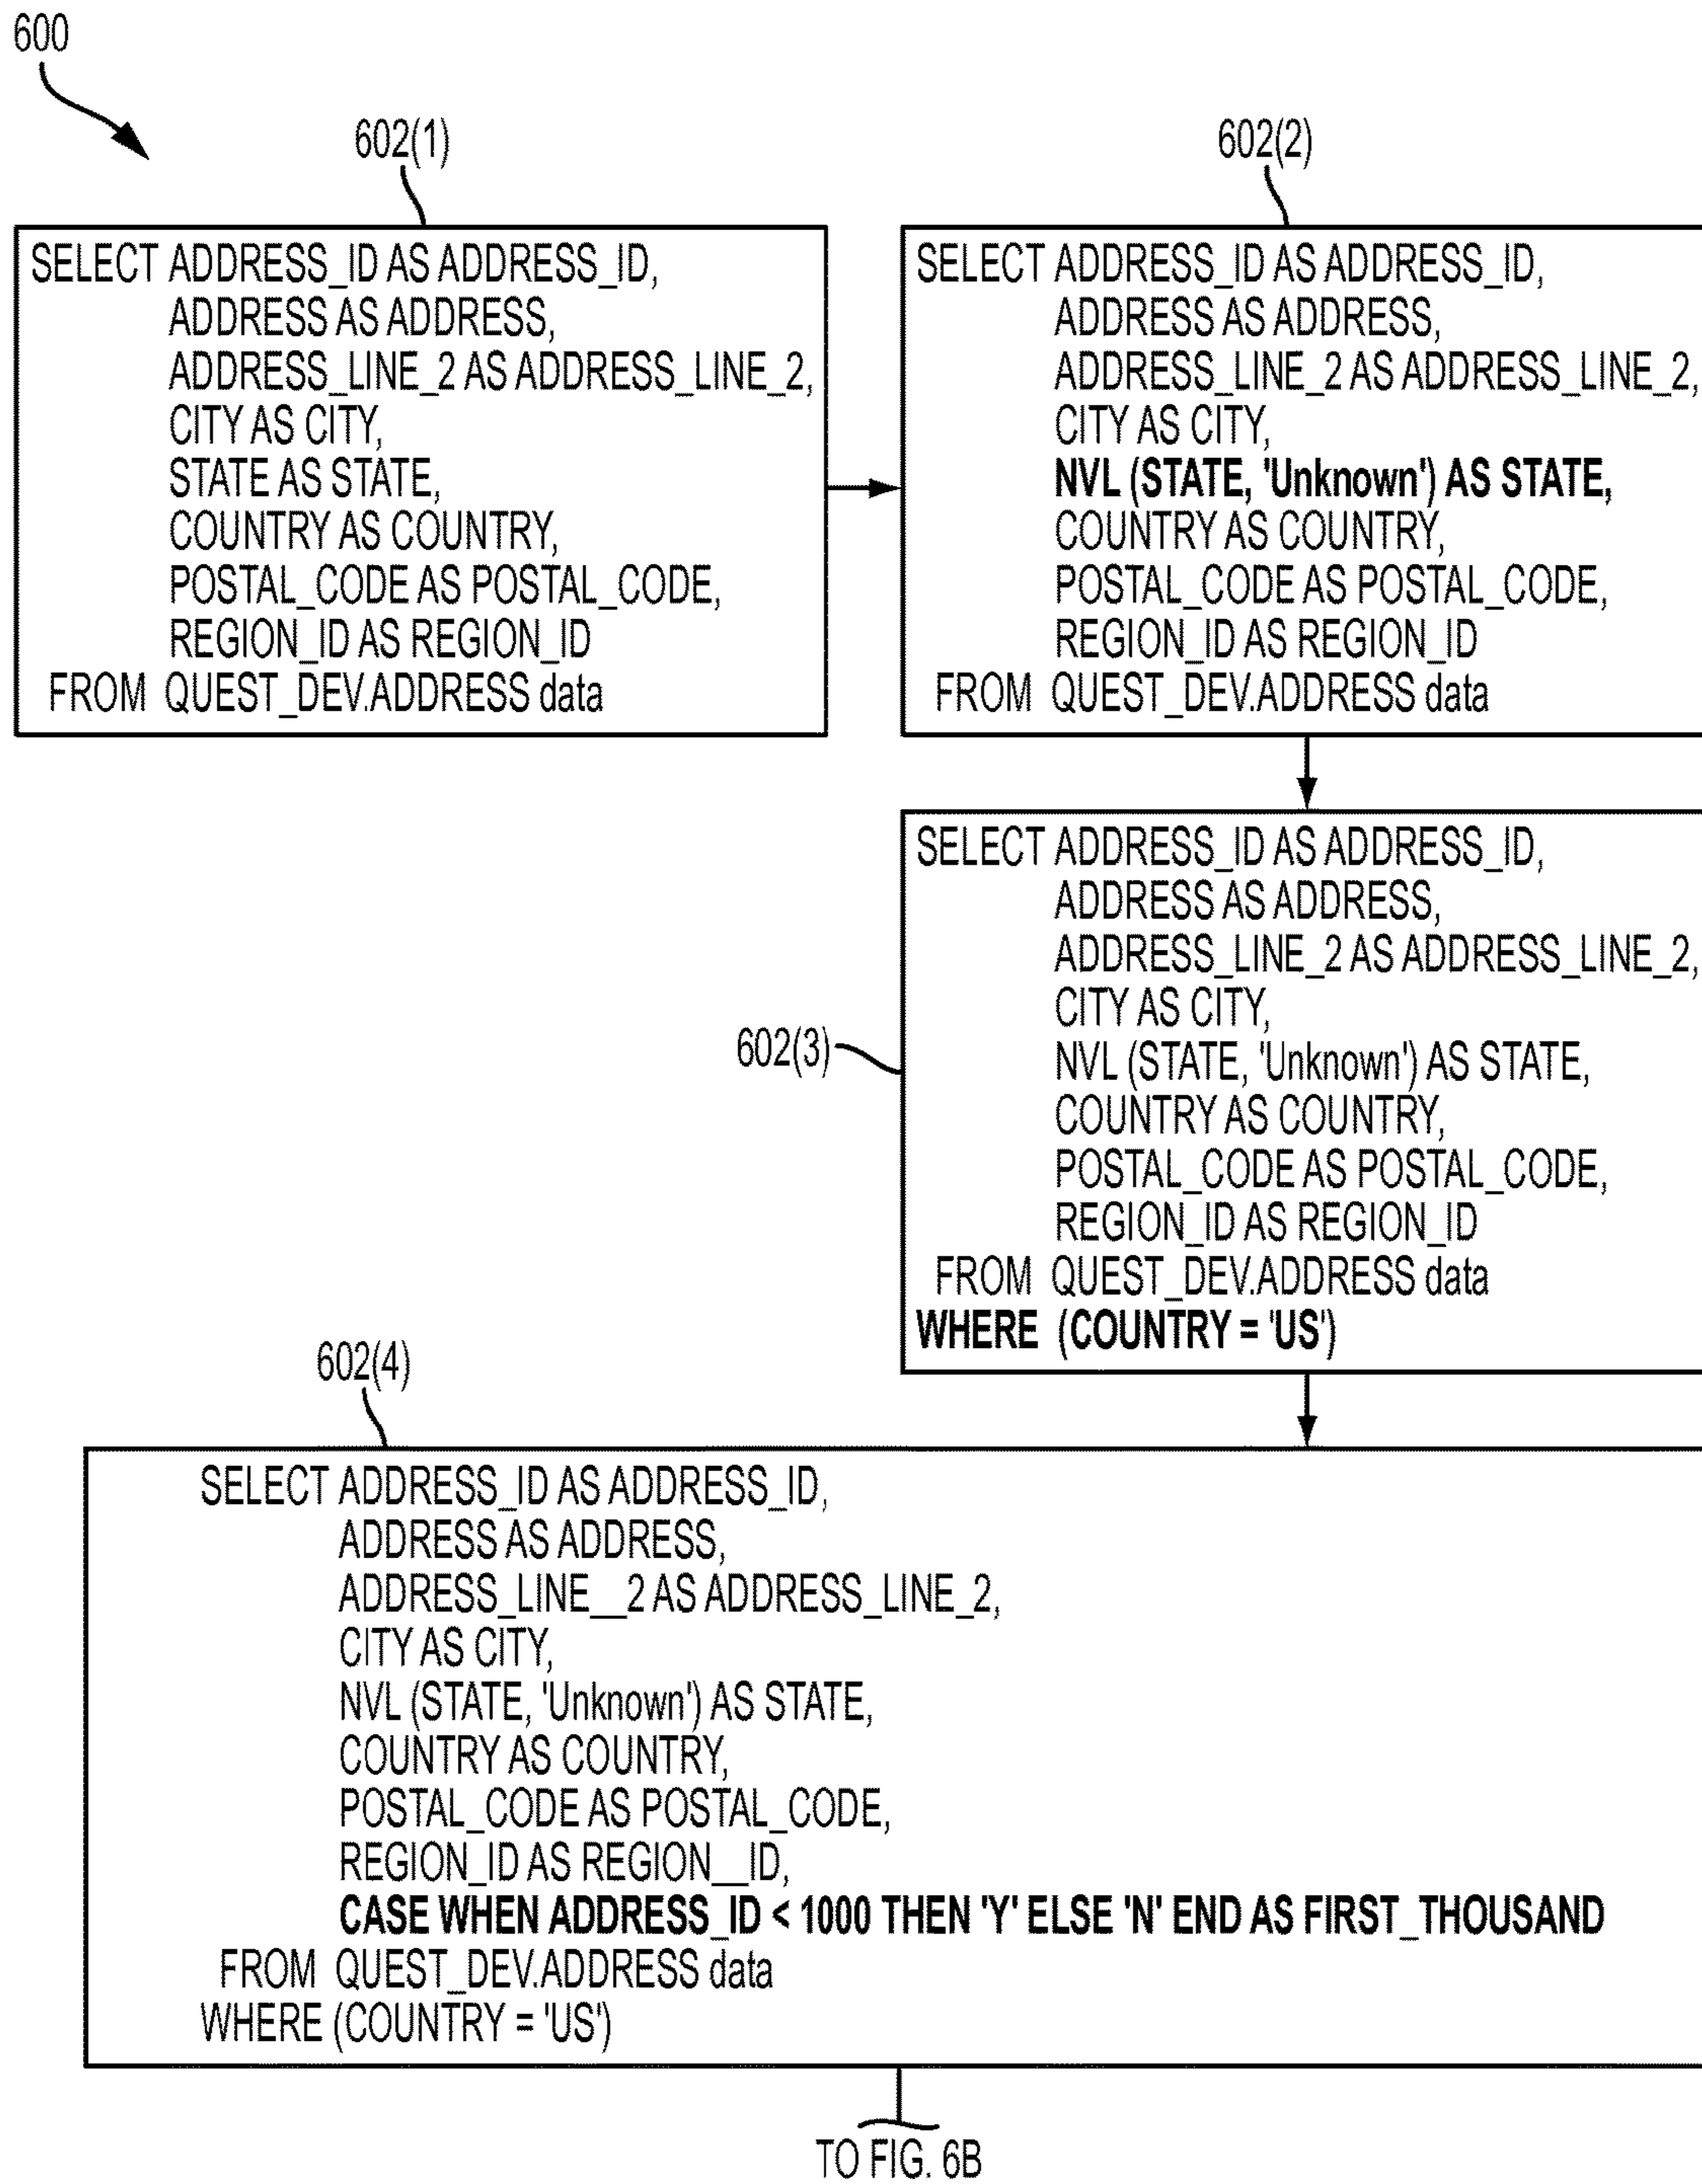 600
602(1)
602(2)
SELECT ADDRESS_ID AS ADDRESS_ID,
ADDRESS AS ADDRESS,
ADDRESS_LINE_2 AS ADDRESS_LINE_2,
CITY AS CITY,
STATE AS STATE,
COUNTRY AS COUNTRY,
POSTAL_CODE AS POSTAL_CODE,
REGION_ID AS REGION_ID
FROM QUEST_DEV.ADDRESS data
SELECT ADDRESS_ID AS ADDRESS_ID,
ADDRESS AS ADDRESS,
ADDRESS_LINE_2 AS ADDRESS_LINE_2,
CITY AS CITY,
NVL (STATE, 'Unknown') AS STATE,
COUNTRY AS COUNTRY,
POSTAL_CODE AS POSTAL_CODE,
REGION_ID AS REGION_ID
FROM QUEST_DEV.ADDRESS data
602(3)
SELECT ADDRESS_ID AS ADDRESS_ID,
ADDRESS AS ADDRESS,
ADDRESS_LINE_2 AS ADDRESS_LINE_2,
CITY AS CITY,
NVL (STATE, 'Unknown') AS STATE,
COUNTRY AS COUNTRY,
POSTAL_CODE AS POSTAL_CODE,
REGION_ID AS REGION_ID
FROM QUEST_DEV.ADDRESS data
WHERE (COUNTRY = 'US')
602(4)
SELECT ADDRESS_ID AS ADDRESS_ID,
ADDRESS AS ADDRESS,
ADDRESS_LINE__2 AS ADDRESS_LINE_2,
CITY AS CITY,
NVL (STATE, 'Unknown') AS STATE,
COUNTRY AS COUNTRY,
POSTAL_CODE AS POSTAL_CODE,
REGION_ID AS REGION__ID,
CASE WHEN ADDRESS_ID < 1000 THEN 'Y' ELSE 'N' END AS FIRST_THOUSAND
FROM QUEST_DEV.ADDRESS data
WHERE (COUNTRY = 'US')
TO FIG. 6B